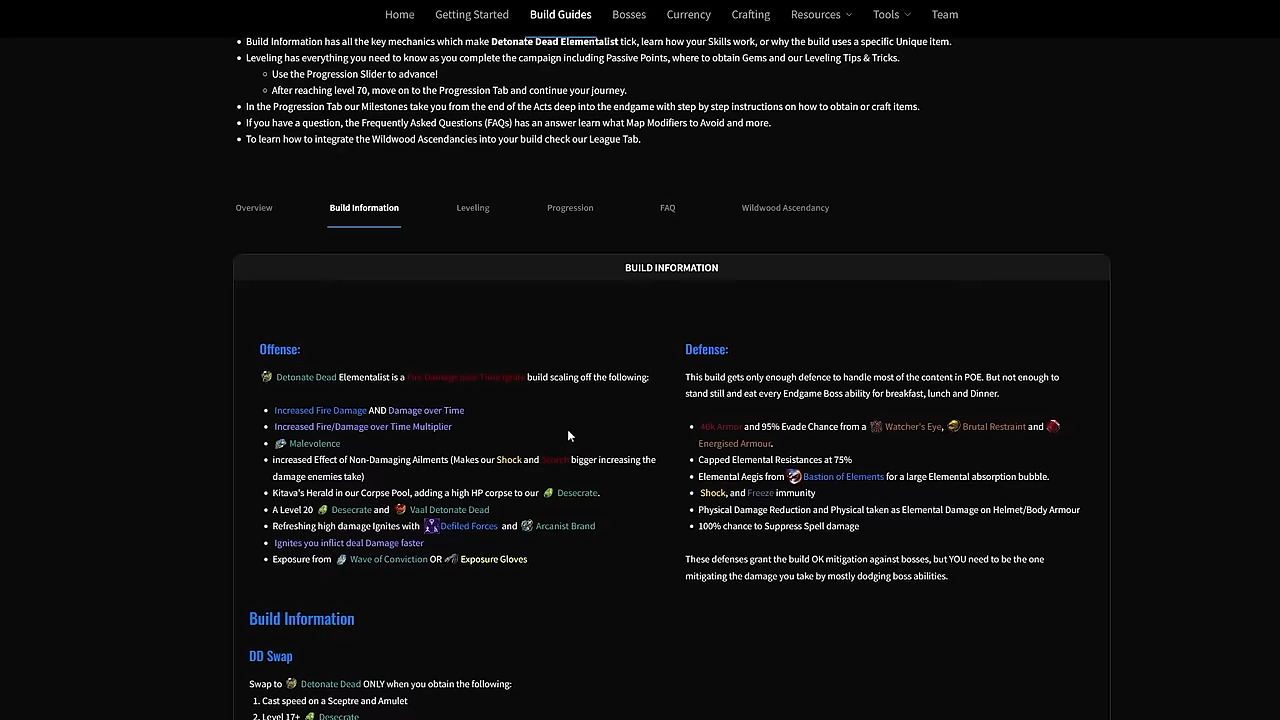 Home Getting Started Build Guides Bosses Currency Crafting Resources Tools Team
Build Information has all the key mechanics which make Detonate Dead Elementalist tick, learn how your Skills work, or why the build uses a specific Unique item.
Leveling has everything you need to know as you complete the campaign including Passive Points, where to obtain Gems and our Leveling Tips & Tricks.
Use the Progression Slider to advance!
After reaching level 70, move on to the Progression Tab and continue your journey.
In the Progression Tab our Milestones take you from the end of the Acts deep into the endgame with step by step instructions on how to obtain or craft items.
If you have a question, the Frequently Asked Questions (FAQs) has an answer learn what Map Modifiers to Avoid and more.
To learn how to integrate the Wildwood Ascendancies into your build check our League Tab.
Overview Build Information Leveling Progression FAQ Wildwood Ascendancy
BUILD INFORMATION
Offense:
Detonate Dead Elementalist is a Fire Damage over Time Ignite build scaling off the following:
Increased Fire Damage AND Damage over Time
Increased Fire/Damage over Time Multiplier
Malevolence
increased Effect of Non-Damaging Ailments (Makes our Shock and Scorch bigger increasing the
damage enemies take)
Kitava's Herald in our Corpse Pool, adding a high HP corpse to our Desecrate.
A Level 20 Desecrate and Vaal Detonate Dead
Refreshing high damage Ignites with Defiled Forces and Arcanist Brand
Ignites you inflict deal Damage faster
Exposure from Wave of Conviction OR Exposure Gloves
Defense:
This build gets only enough defence to handle most of the content in POE. But not enough to
stand still and eat every Endgame Boss ability for breakfast, lunch and Dinner.
40k Armor and 95% Evade Chance from a Watcher's Eye, Brutal Restraint and
Energised Armour.
Capped Elemental Resistances at 75%
Elemental Aegis from Bastion of Elements for a large Elemental absorption bubble.
Shock, and Freeze immunity
Physical Damage Reduction and Physical taken as Elemental Damage on Helmet/Body Armour
100% chance to Suppress Spell damage
These defenses grant the build OK mitigation against bosses, but YOU need to be the one
mitigating the damage you take by mostly dodging boss abilities.
Build Information
DD Swap
Swap to Detonate Dead ONLY when you obtain the following:
1. Cast speed on a Sceptre and Amulet
2. Level 17+ Desecrate